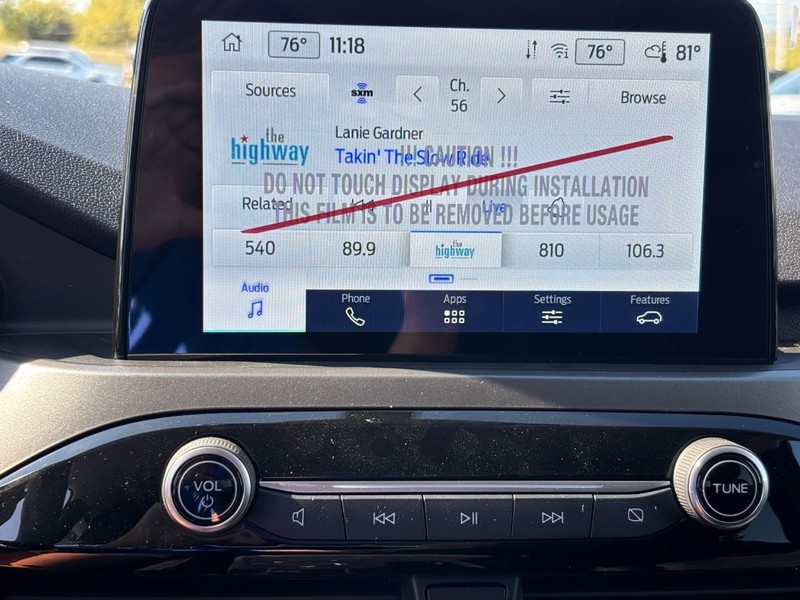 76° 11:18 76° 81°
Sources sxm Ch. 56 Browse
the highway
Lanie Gardner
Takin' The Slow Ride
!!! CAUTION !!!
DO NOT TOUCH DISPLAY DURING INSTALLATION
THIS FILM IS TO BE REMOVED BEFORE USAGE
Related Live
540 89.9 the highway 810 106.3
Audio Phone Apps Settings Features
VOL TUNE